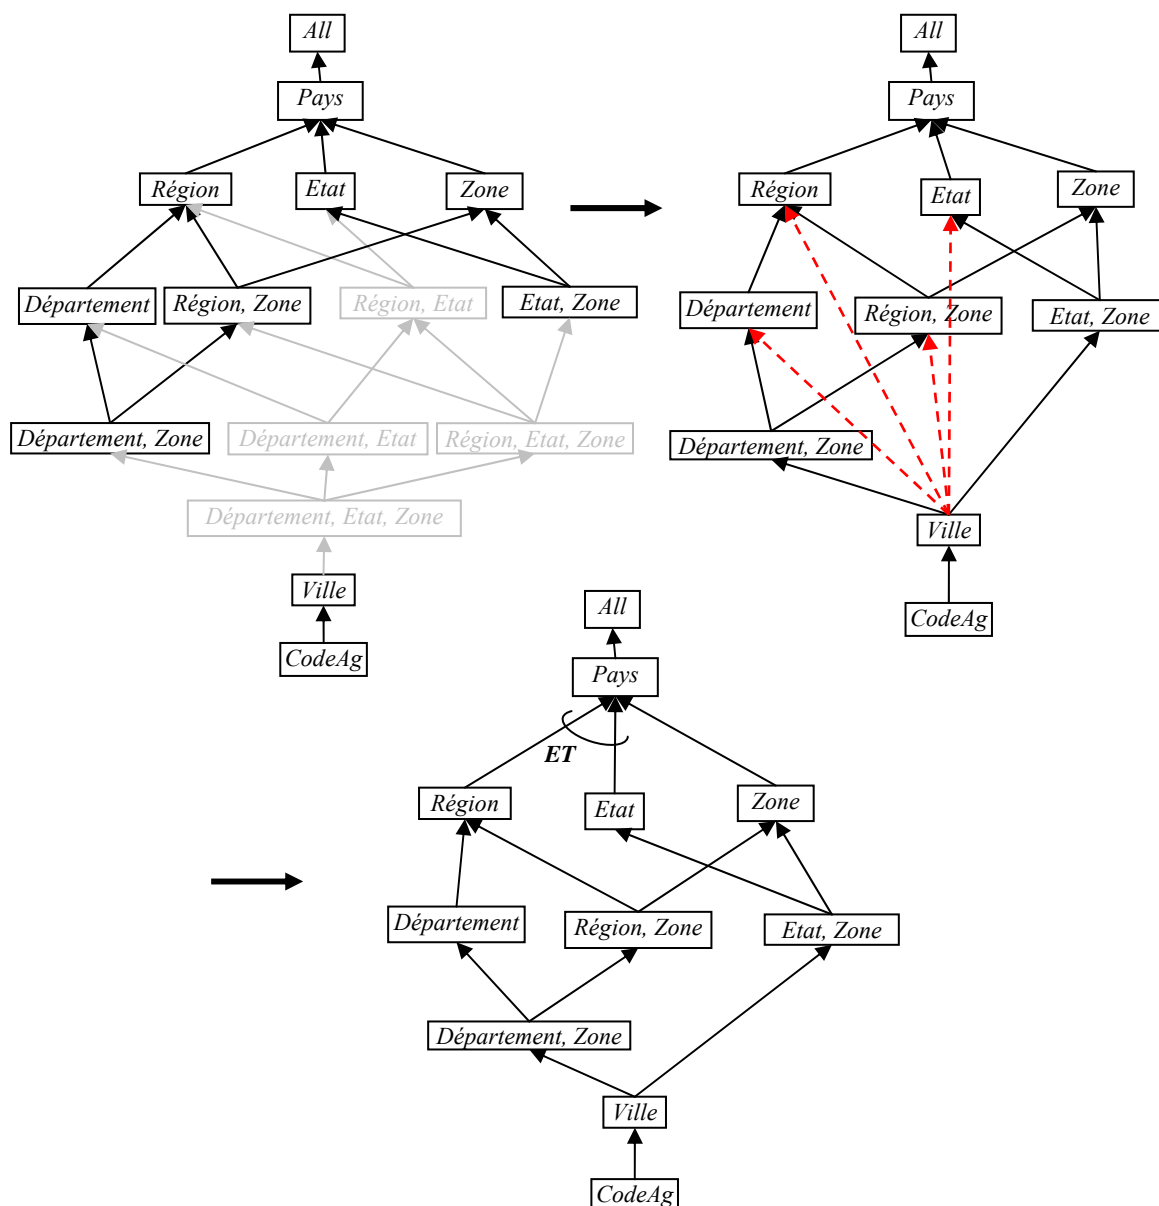 All
Pays
Région
Etat
Zone
Département
Région, Zone
Région, Etat
Etat, Zone
Département, Zone
Département, Etat
Région, Etat, Zone
Département, Etat, Zone
Ville
CodeAg
All
Pays
Région
Etat
Zone
Département
Région, Zone
Etat, Zone
Département, Zone
Ville
CodeAg
All
Pays
ET
Région
Etat
Zone
Département
Région, Zone
Etat, Zone
Département, Zone
Ville
CodeAg